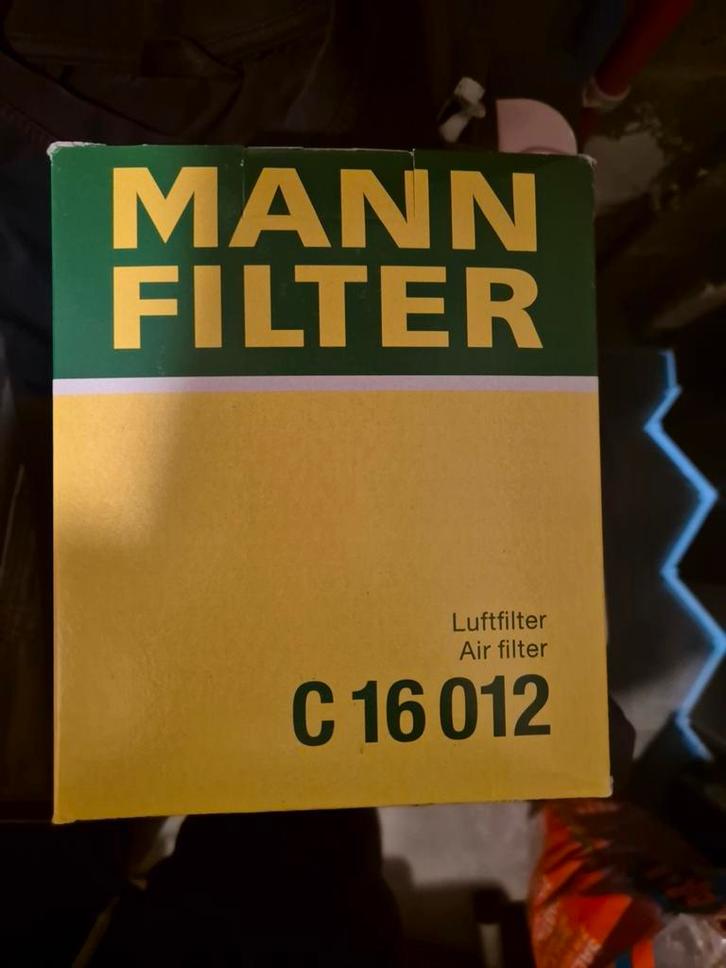 MANN
FILTER
Luftfilter
Air filter
C 16 012